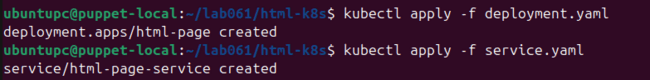 ubuntupc@puppet-local:~/lab061/html-k8s$ kubectl apply -f deployment.yaml
deployment.apps/html-page created
ubuntupc@puppet-local:~/lab061/html-k8s$ kubectl apply -f service.yaml
service/html-page-service created